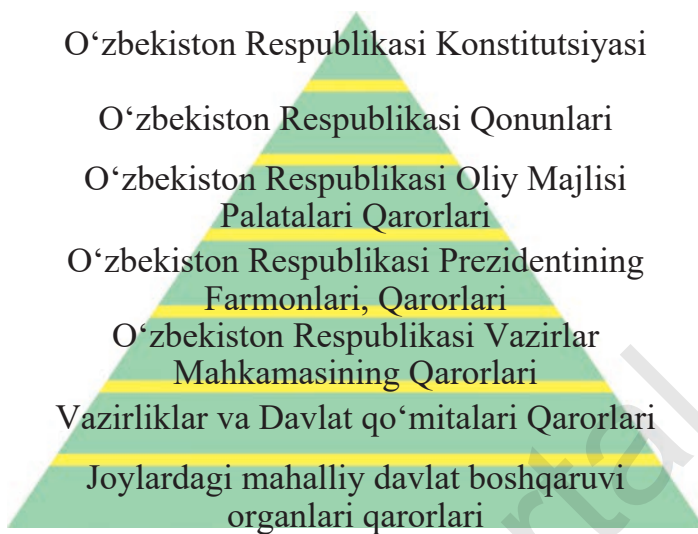 O‘zbekiston Respublikasi Konstitutsiyasi
O‘zbekiston Respublikasi Qonunlari
O‘zbekiston Respublikasi Oliy Majlisi
Palatalari Qarorlari
O‘zbekiston Respublikasi Prezidentining
Farmonlari, Qarorlari
O‘zbekiston Respublikasi Vazirlar
Mahkamasining Qarorlari
Vazirliklar va Davlat qo‘mitalari Qarorlari
Joylardagi mahalliy davlat boshqaruvi
organlari qarorlari